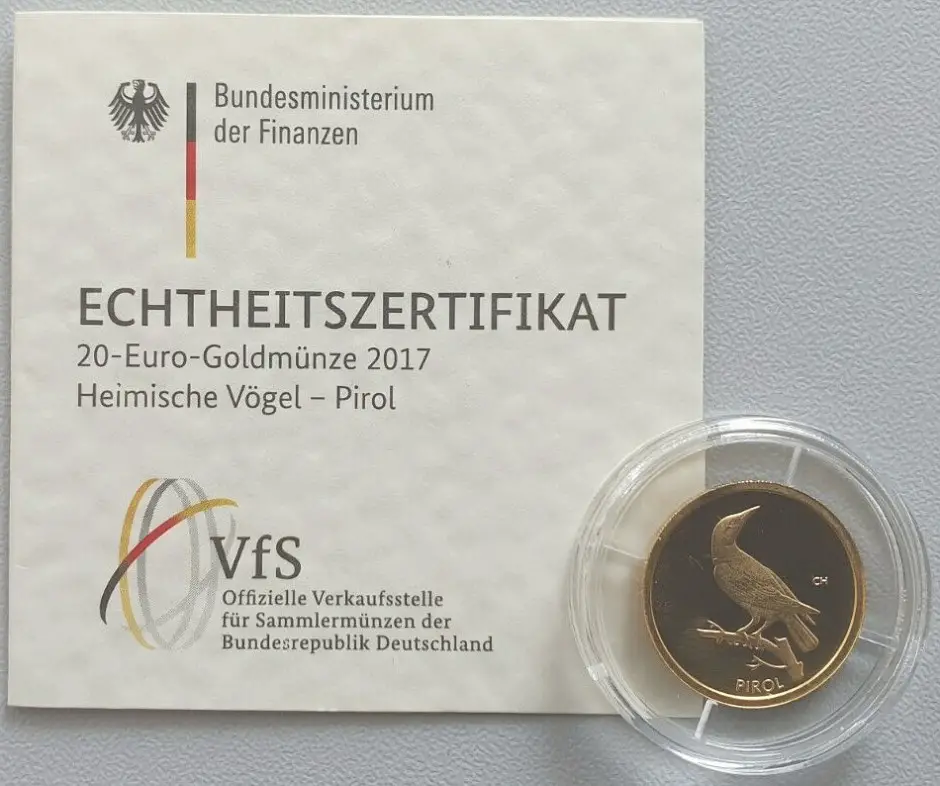 Bundesministerium
der Finanzen
ECHTHEITSZERTIFIKAT
20-Euro-Goldmünze 2017
Heimische Vögel – Pirol
VfS
Offizielle Verkaufsstelle
für Sammlermünzen der
Bundesrepublik Deutschland
CH
PIROL